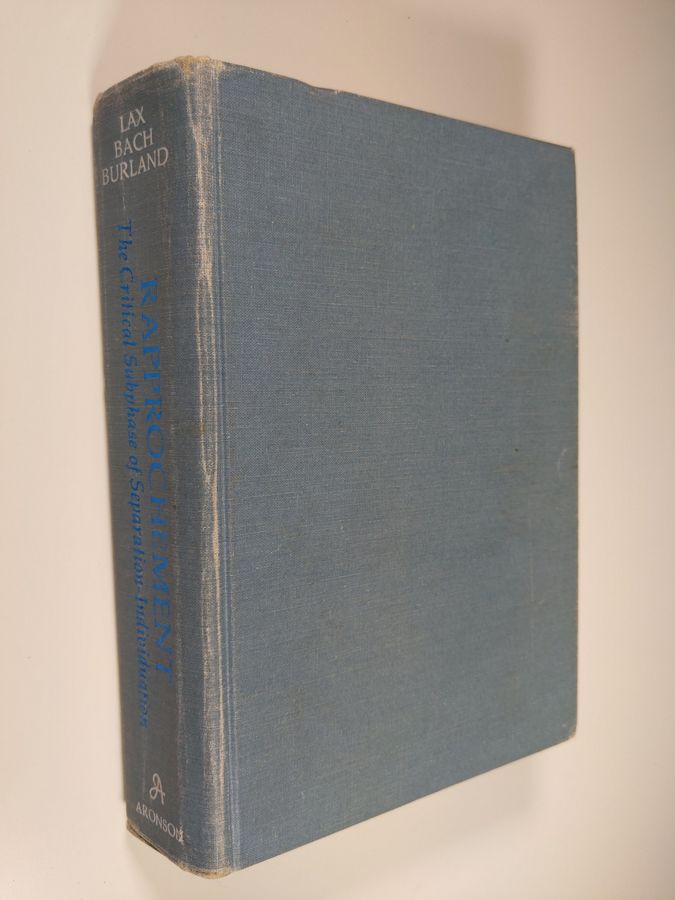 LAX
BACH
BURLAND
RAPPROCHEMENT
The Critical Subphase of Separation-Individuation
ARONSON